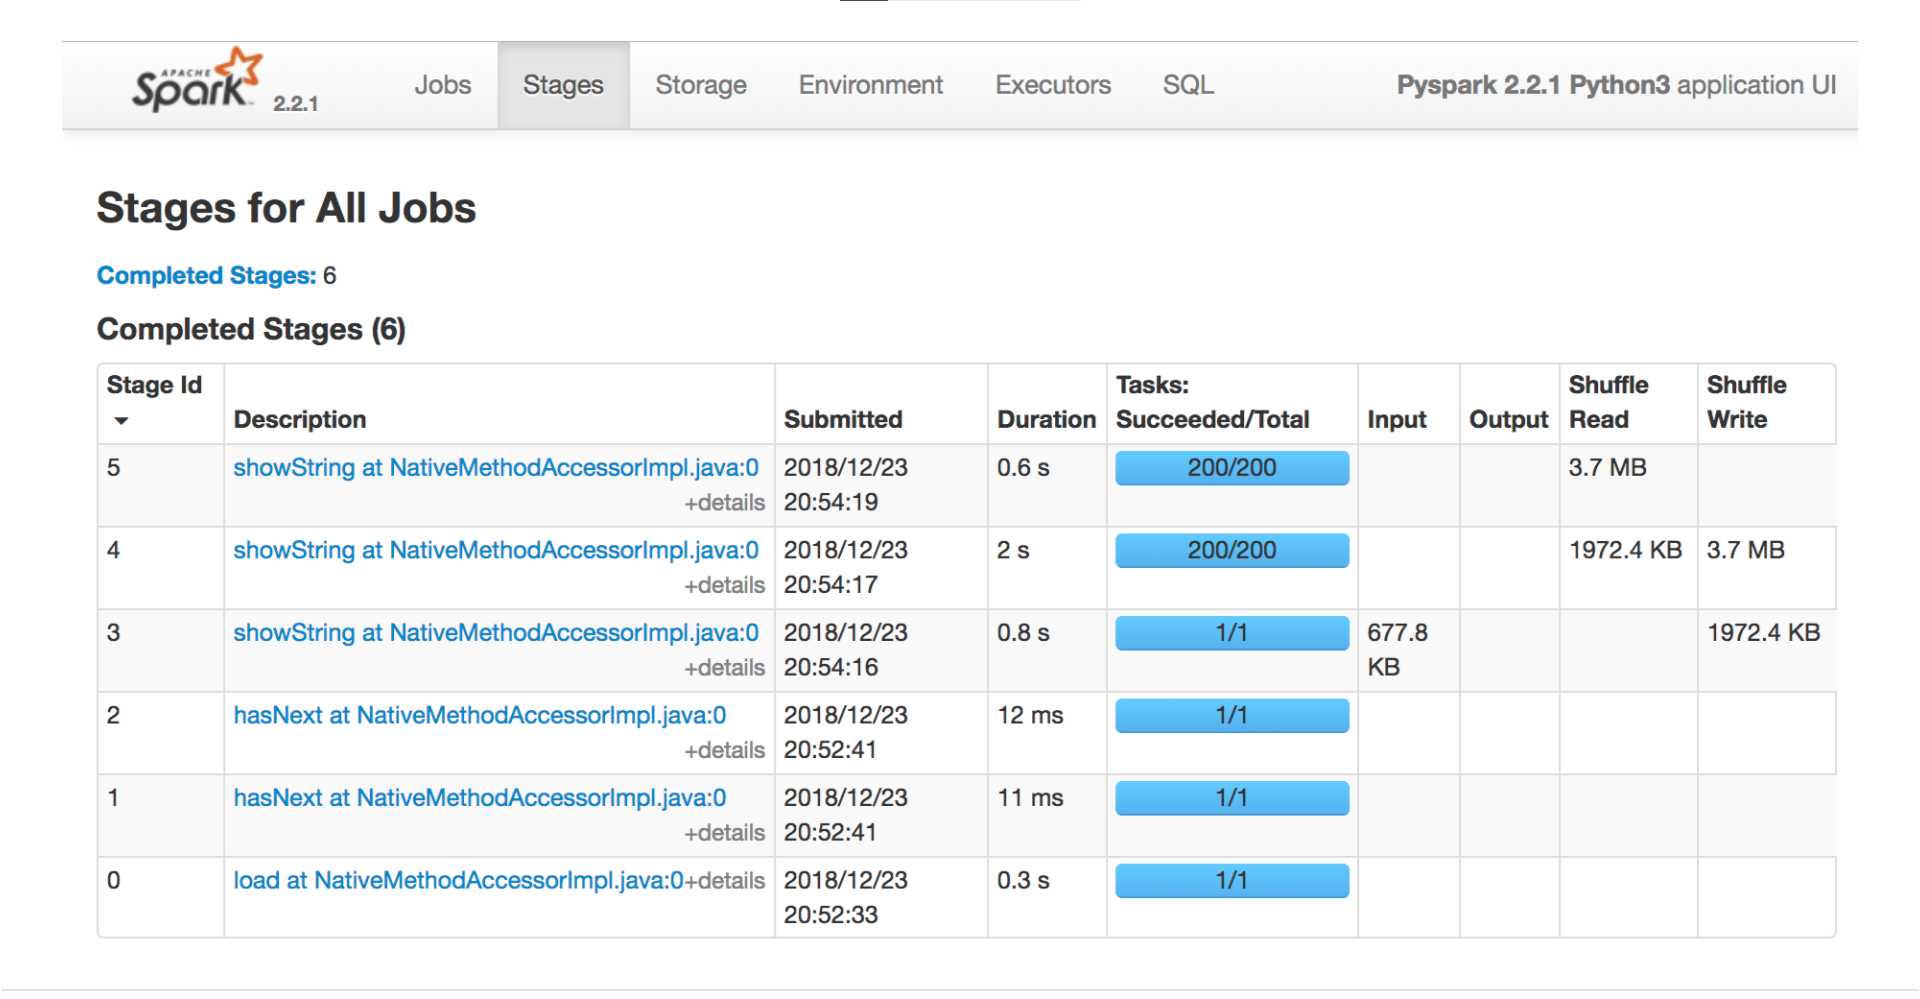 APACHE
Spark 2.2.1 Jobs Stages Storage Environment Executors SQL Pyspark 2.2.1 Python3 application UI
Stages for All Jobs
Completed Stages: 6
Completed Stages (6)
Stage Id Description Submitted Duration Tasks: Succeeded/Total Input Output Shuffle Read Shuffle Write
5 showString at NativeMethodAccessorImpl.java:0 2018/12/23 0.6 s 200/200 3.7 MB
+details 20:54:19
4 showString at NativeMethodAccessorImpl.java:0 2018/12/23 2 s 200/200 1972.4 KB 3.7 MB
+details 20:54:17
3 showString at NativeMethodAccessorImpl.java:0 2018/12/23 0.8 s 1/1 677.8 1972.4 KB
+details 20:54:16 KB
2 hasNext at NativeMethodAccessorImpl.java:0 2018/12/23 12 ms 1/1
+details 20:52:41
1 hasNext at NativeMethodAccessorImpl.java:0 2018/12/23 11 ms 1/1
+details 20:52:41
0 load at NativeMethodAccessorImpl.java:0+details 2018/12/23 0.3 s 1/1
20:52:33